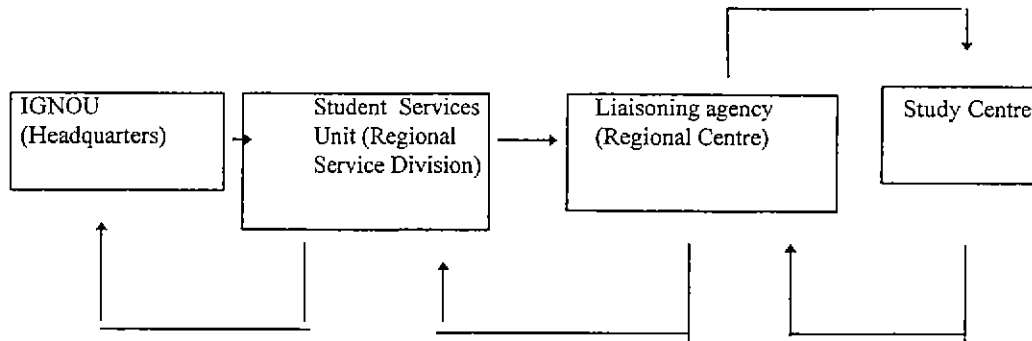 IGNOU
(Headquarters)
Student Services
Unit (Regional
Service Division)
Liaisoning agency
(Regional Centre)
Study Centre